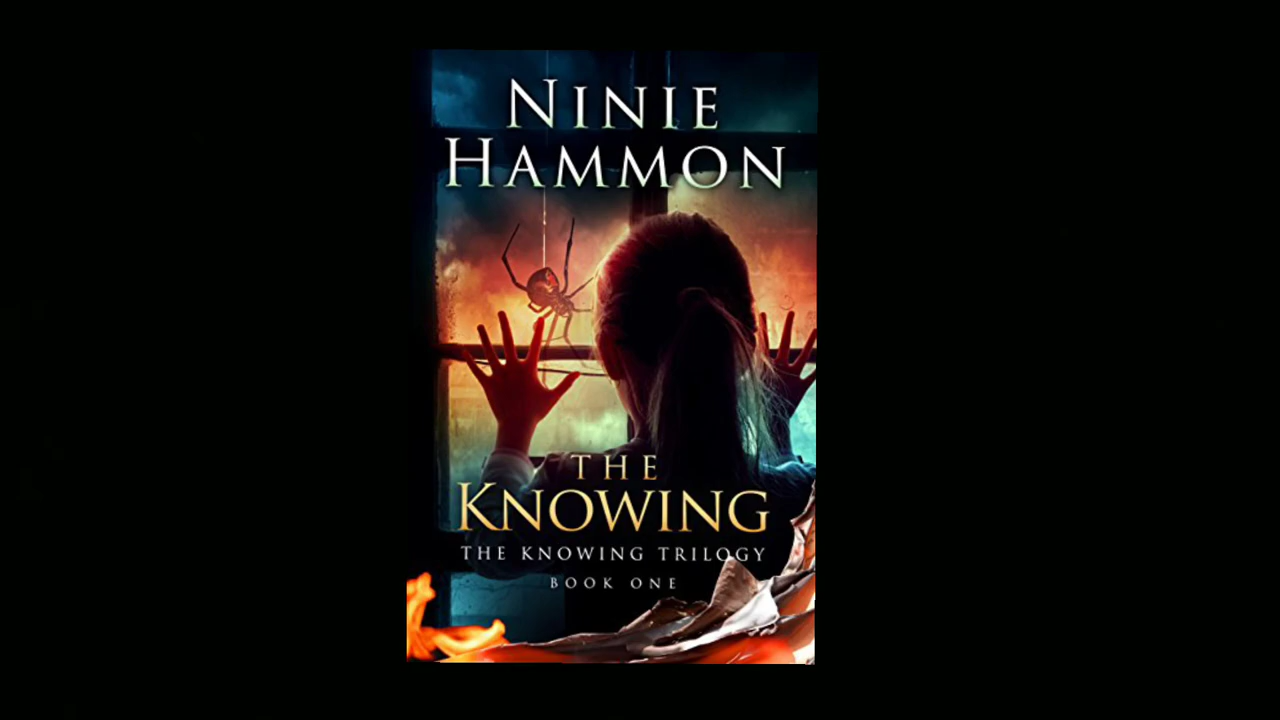 NINIE
HAMMON
THE
KNOWING
THE KNOWING TRILOGY
BOOK ONE